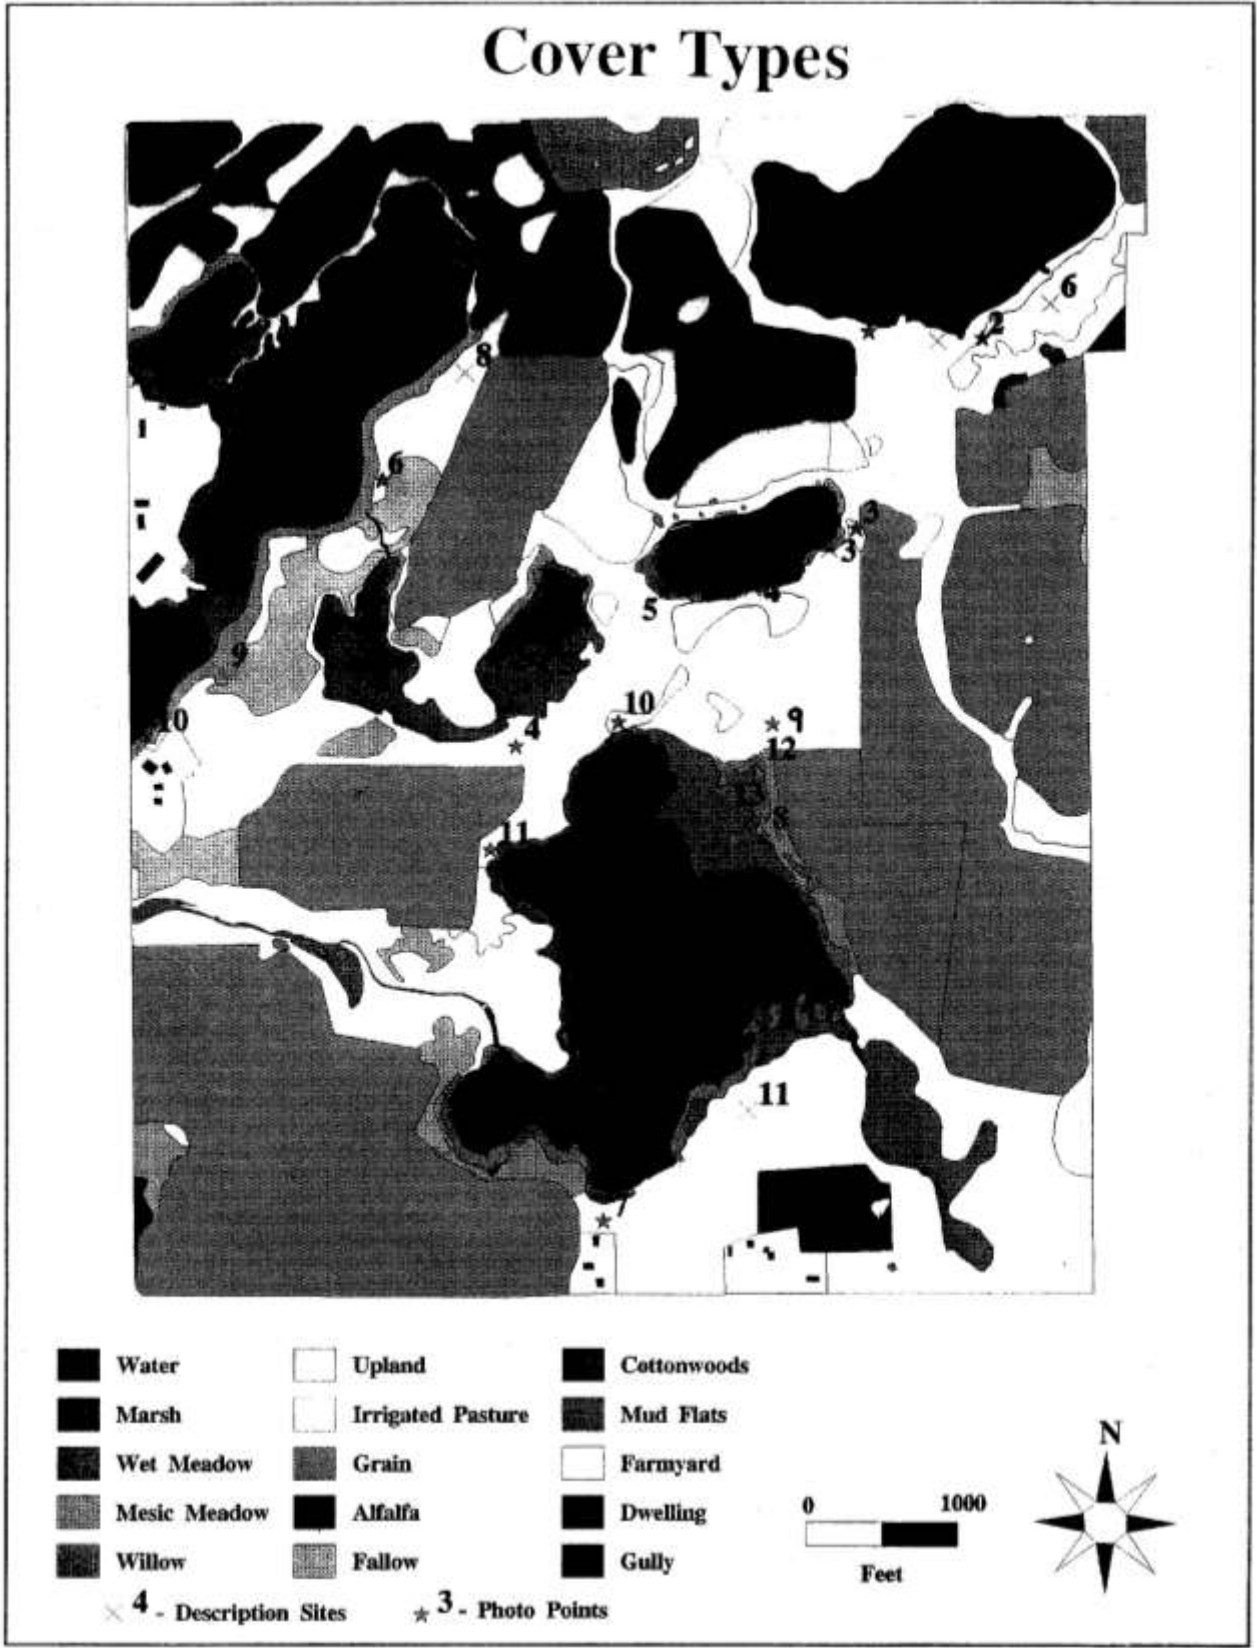 Cover Types
6
2
8
6
3
3
5
9
10
10
4
9
12
13
8
11
11
7
Water
Upland
Cottonwoods
Marsh
Irrigated Pasture
Mud Flats
Wet Meadow
Grain
Farmyard
Mesic Meadow
Alfalfa
Dwelling
Willow
Fallow
Gully
4 - Description Sites
3 - Photo Points
0 1000
Feet
N